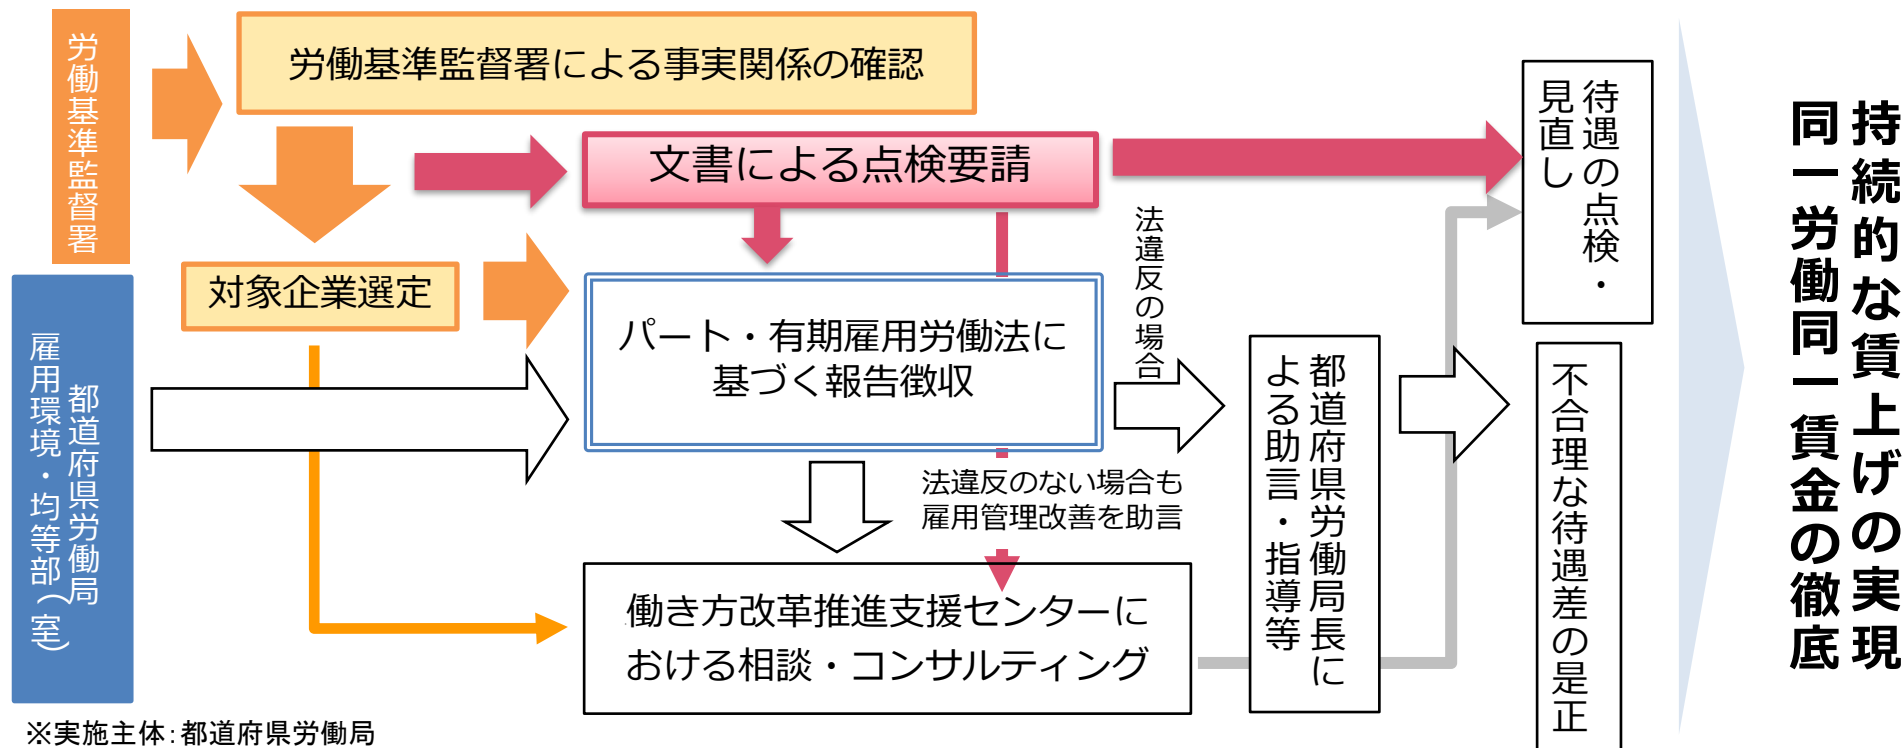 労働基準監督署
労働基準監督署による事実関係の確認
文書による点検要請
対象企業選定
都道府県労働局
雇用環境・均等部(室)
パート・有期雇用労働法に
基づく報告徴収
法違反の場合
法違反のない場合も
雇用管理改善を助言
働き方改革推進支援センターに
おける相談・コンサルティング
都道府県労働局長に
よる助言・指導等
待遇の点検・
見直し
不合理な待遇差の是正
持続的な賃上げの実現
同一労働同一賃金の徹底
※実施主体:都道府県労働局